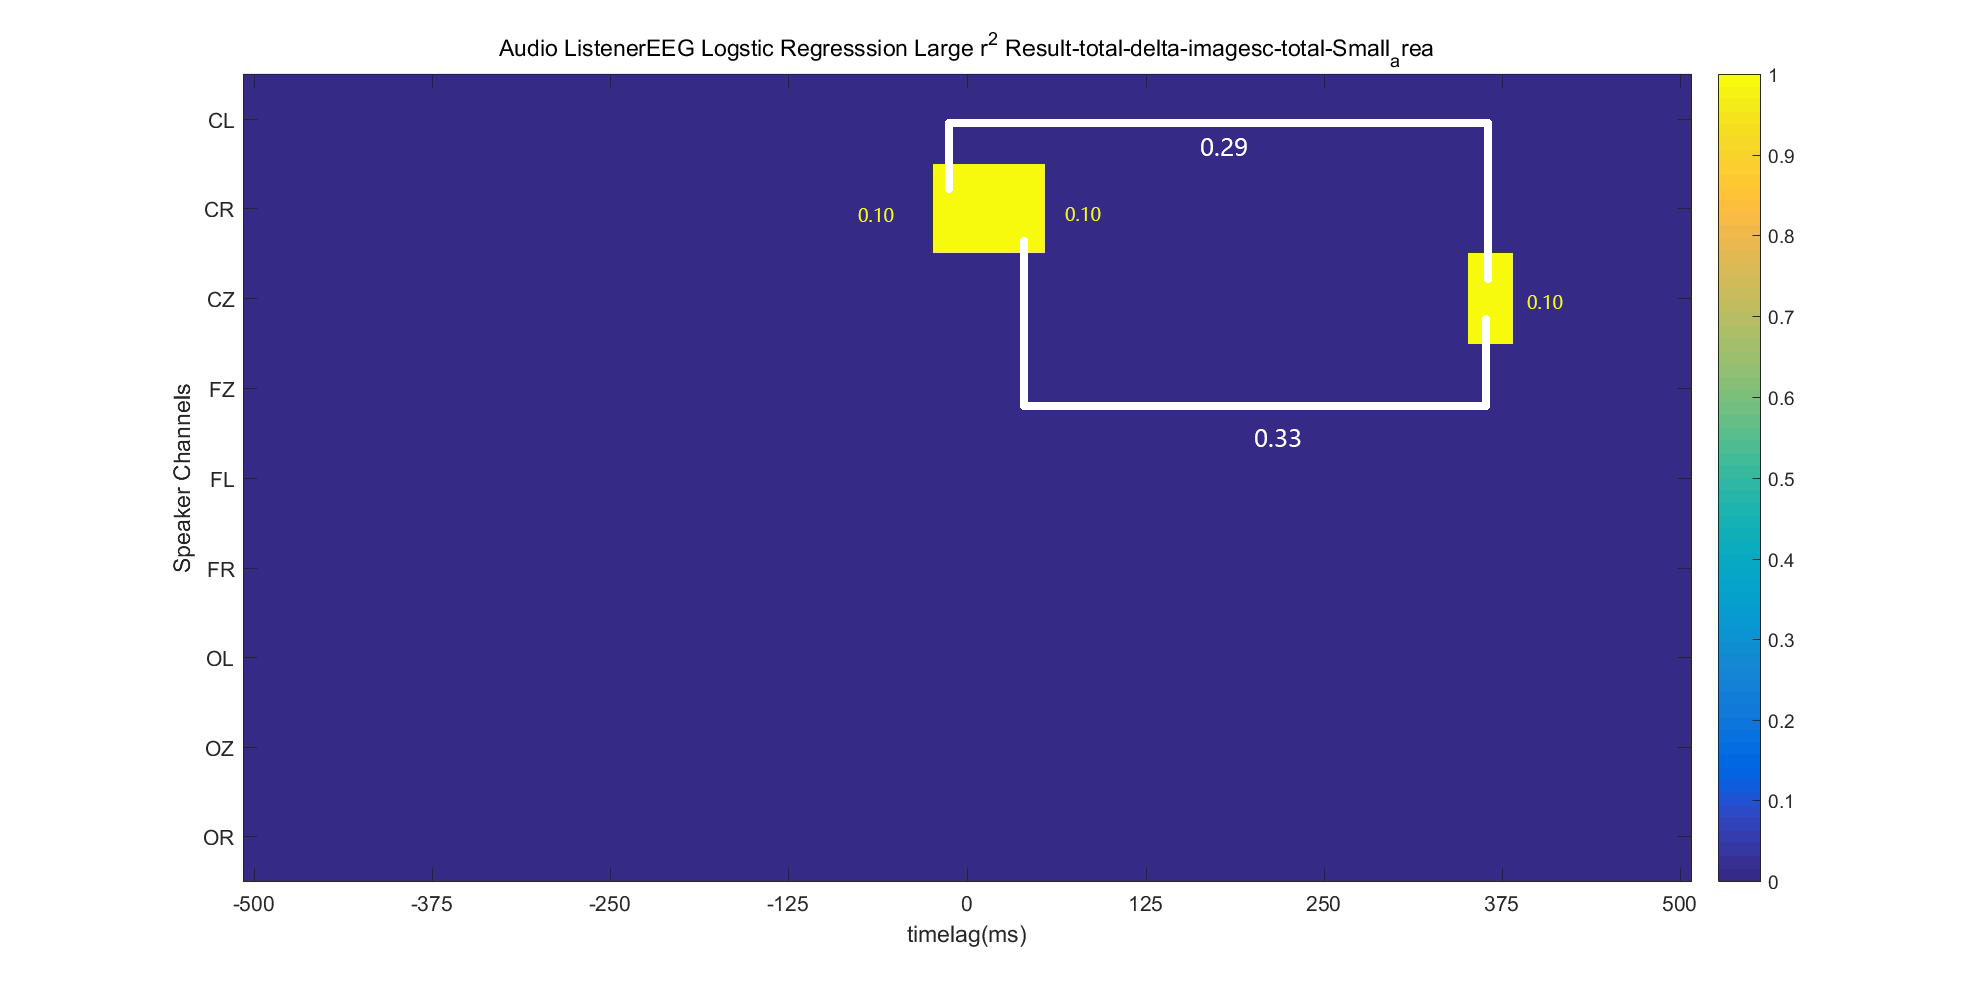 Audio ListenerEEG Logstic Regresssion Large r2 Result-total-delta-imagesc-total-Small_area
CL
CR
CZ
FZ
FL
FR
OL
OZ
OR
Speaker Channels
0.29
0.10
0.10
0.10
0.33
-500 -375 -250 -125 0 125 250 375 500
timelag(ms)
1
0.9
0.8
0.7
0.6
0.5
0.4
0.3
0.2
0.1
0